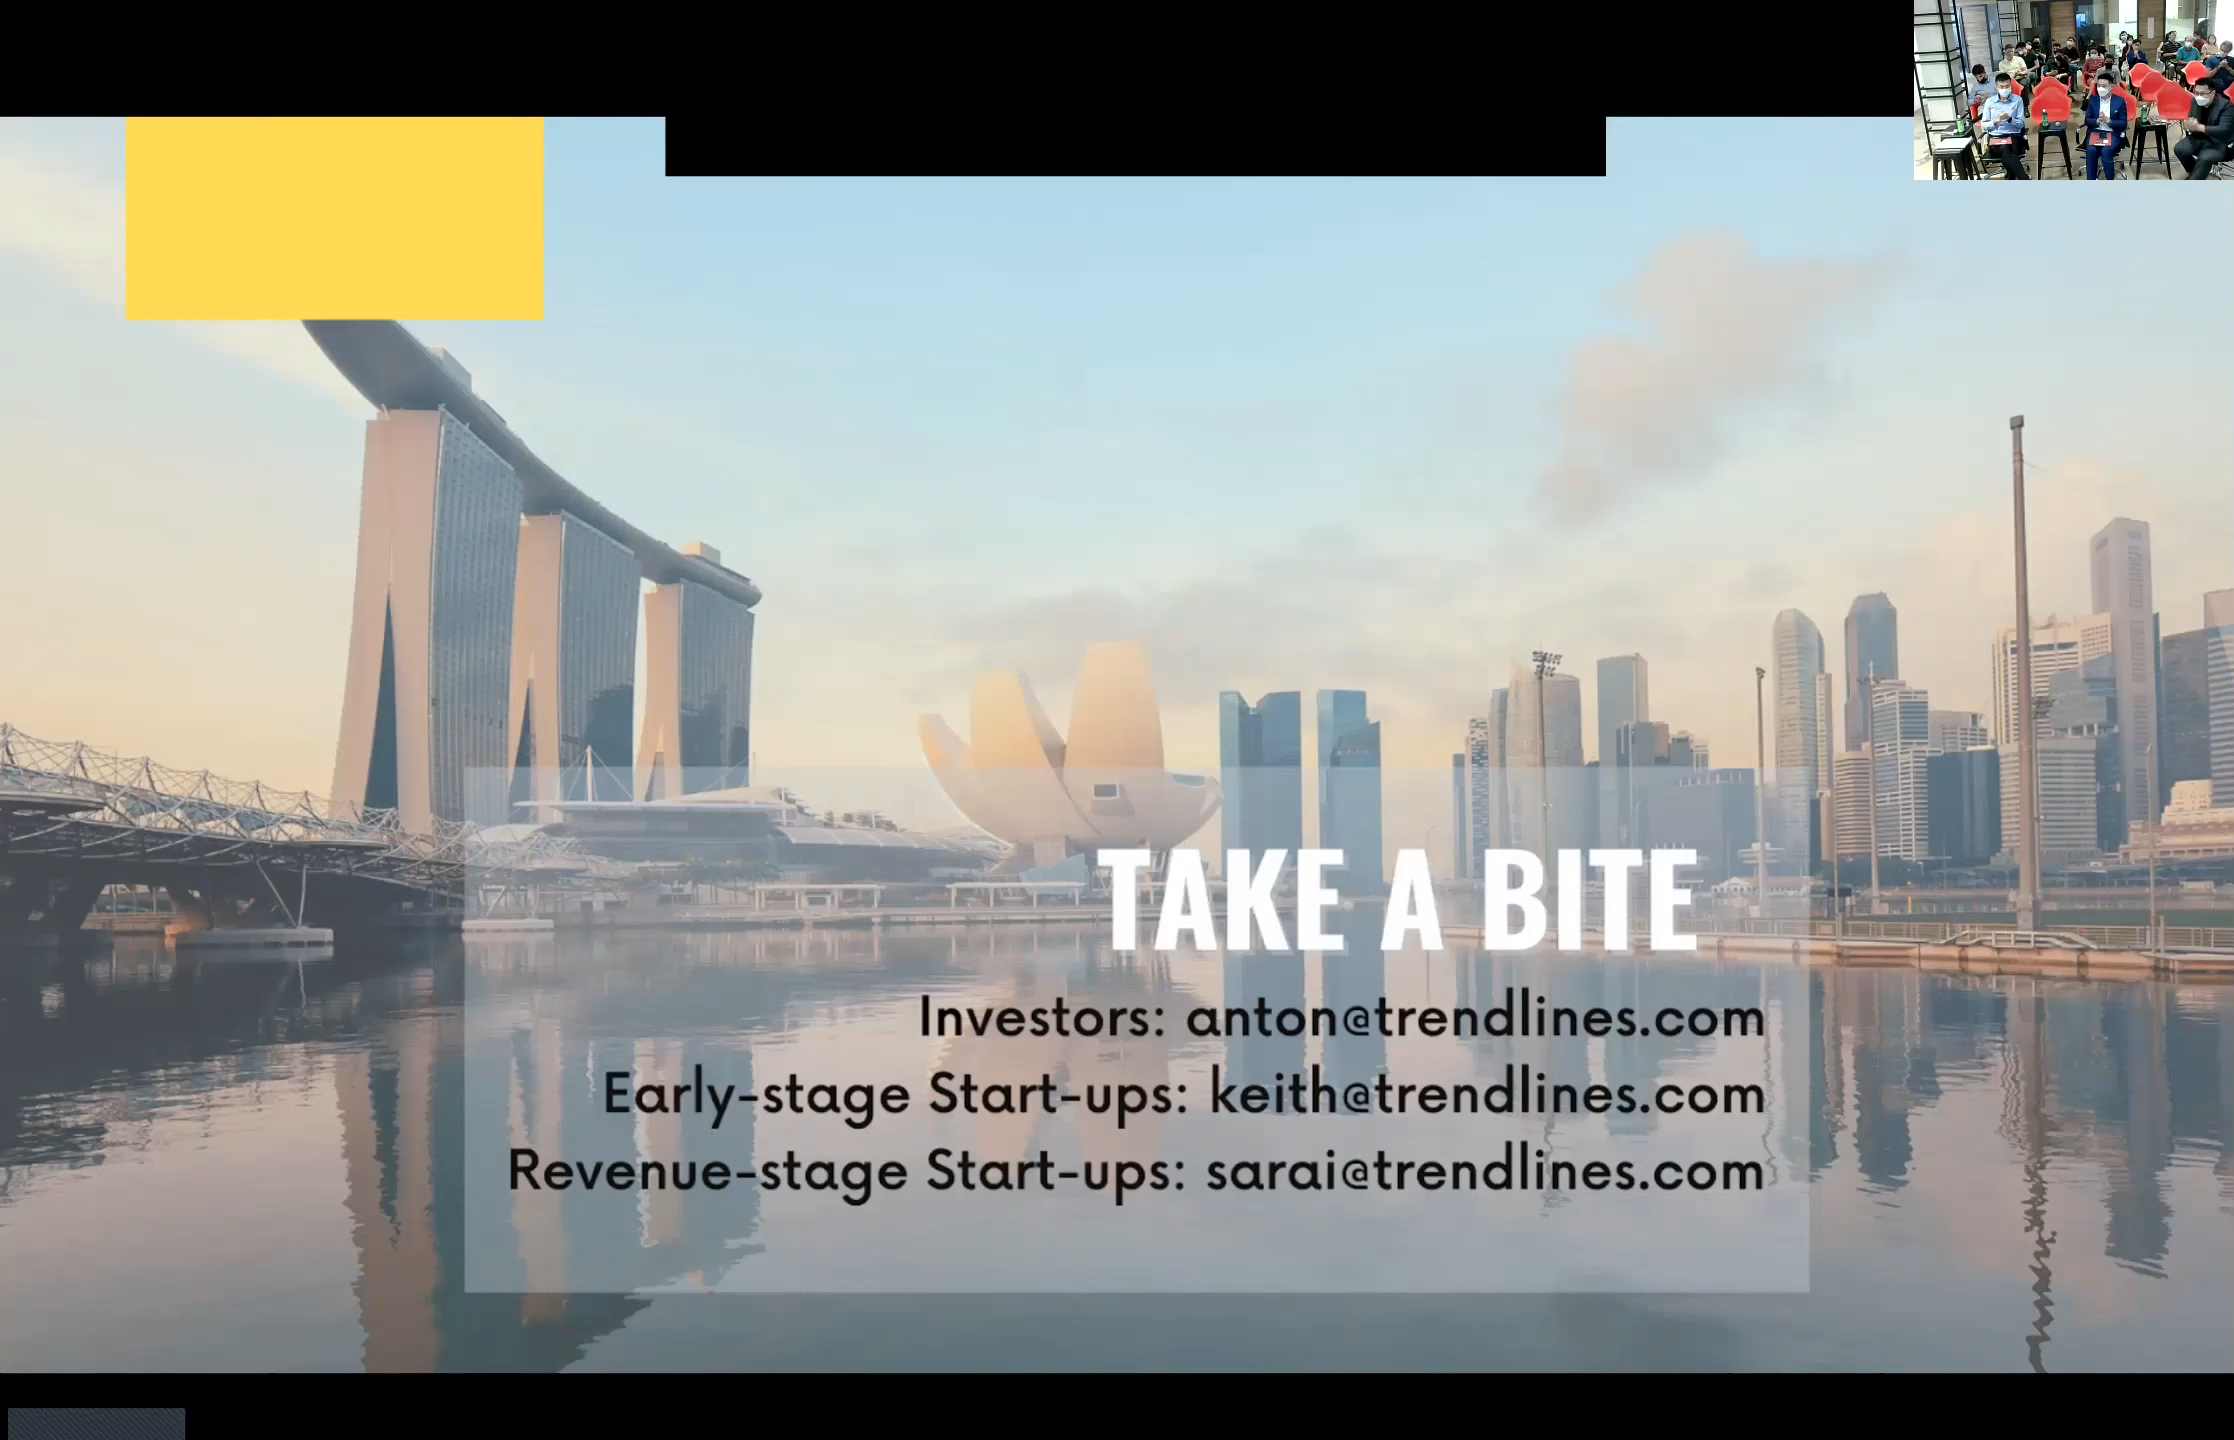 TAKE A BITE
Investors: anton@trendlines.com
Early-stage Start-ups: keith@trendlines.com
Revenue-stage Start-ups: sarai@trendlines.com